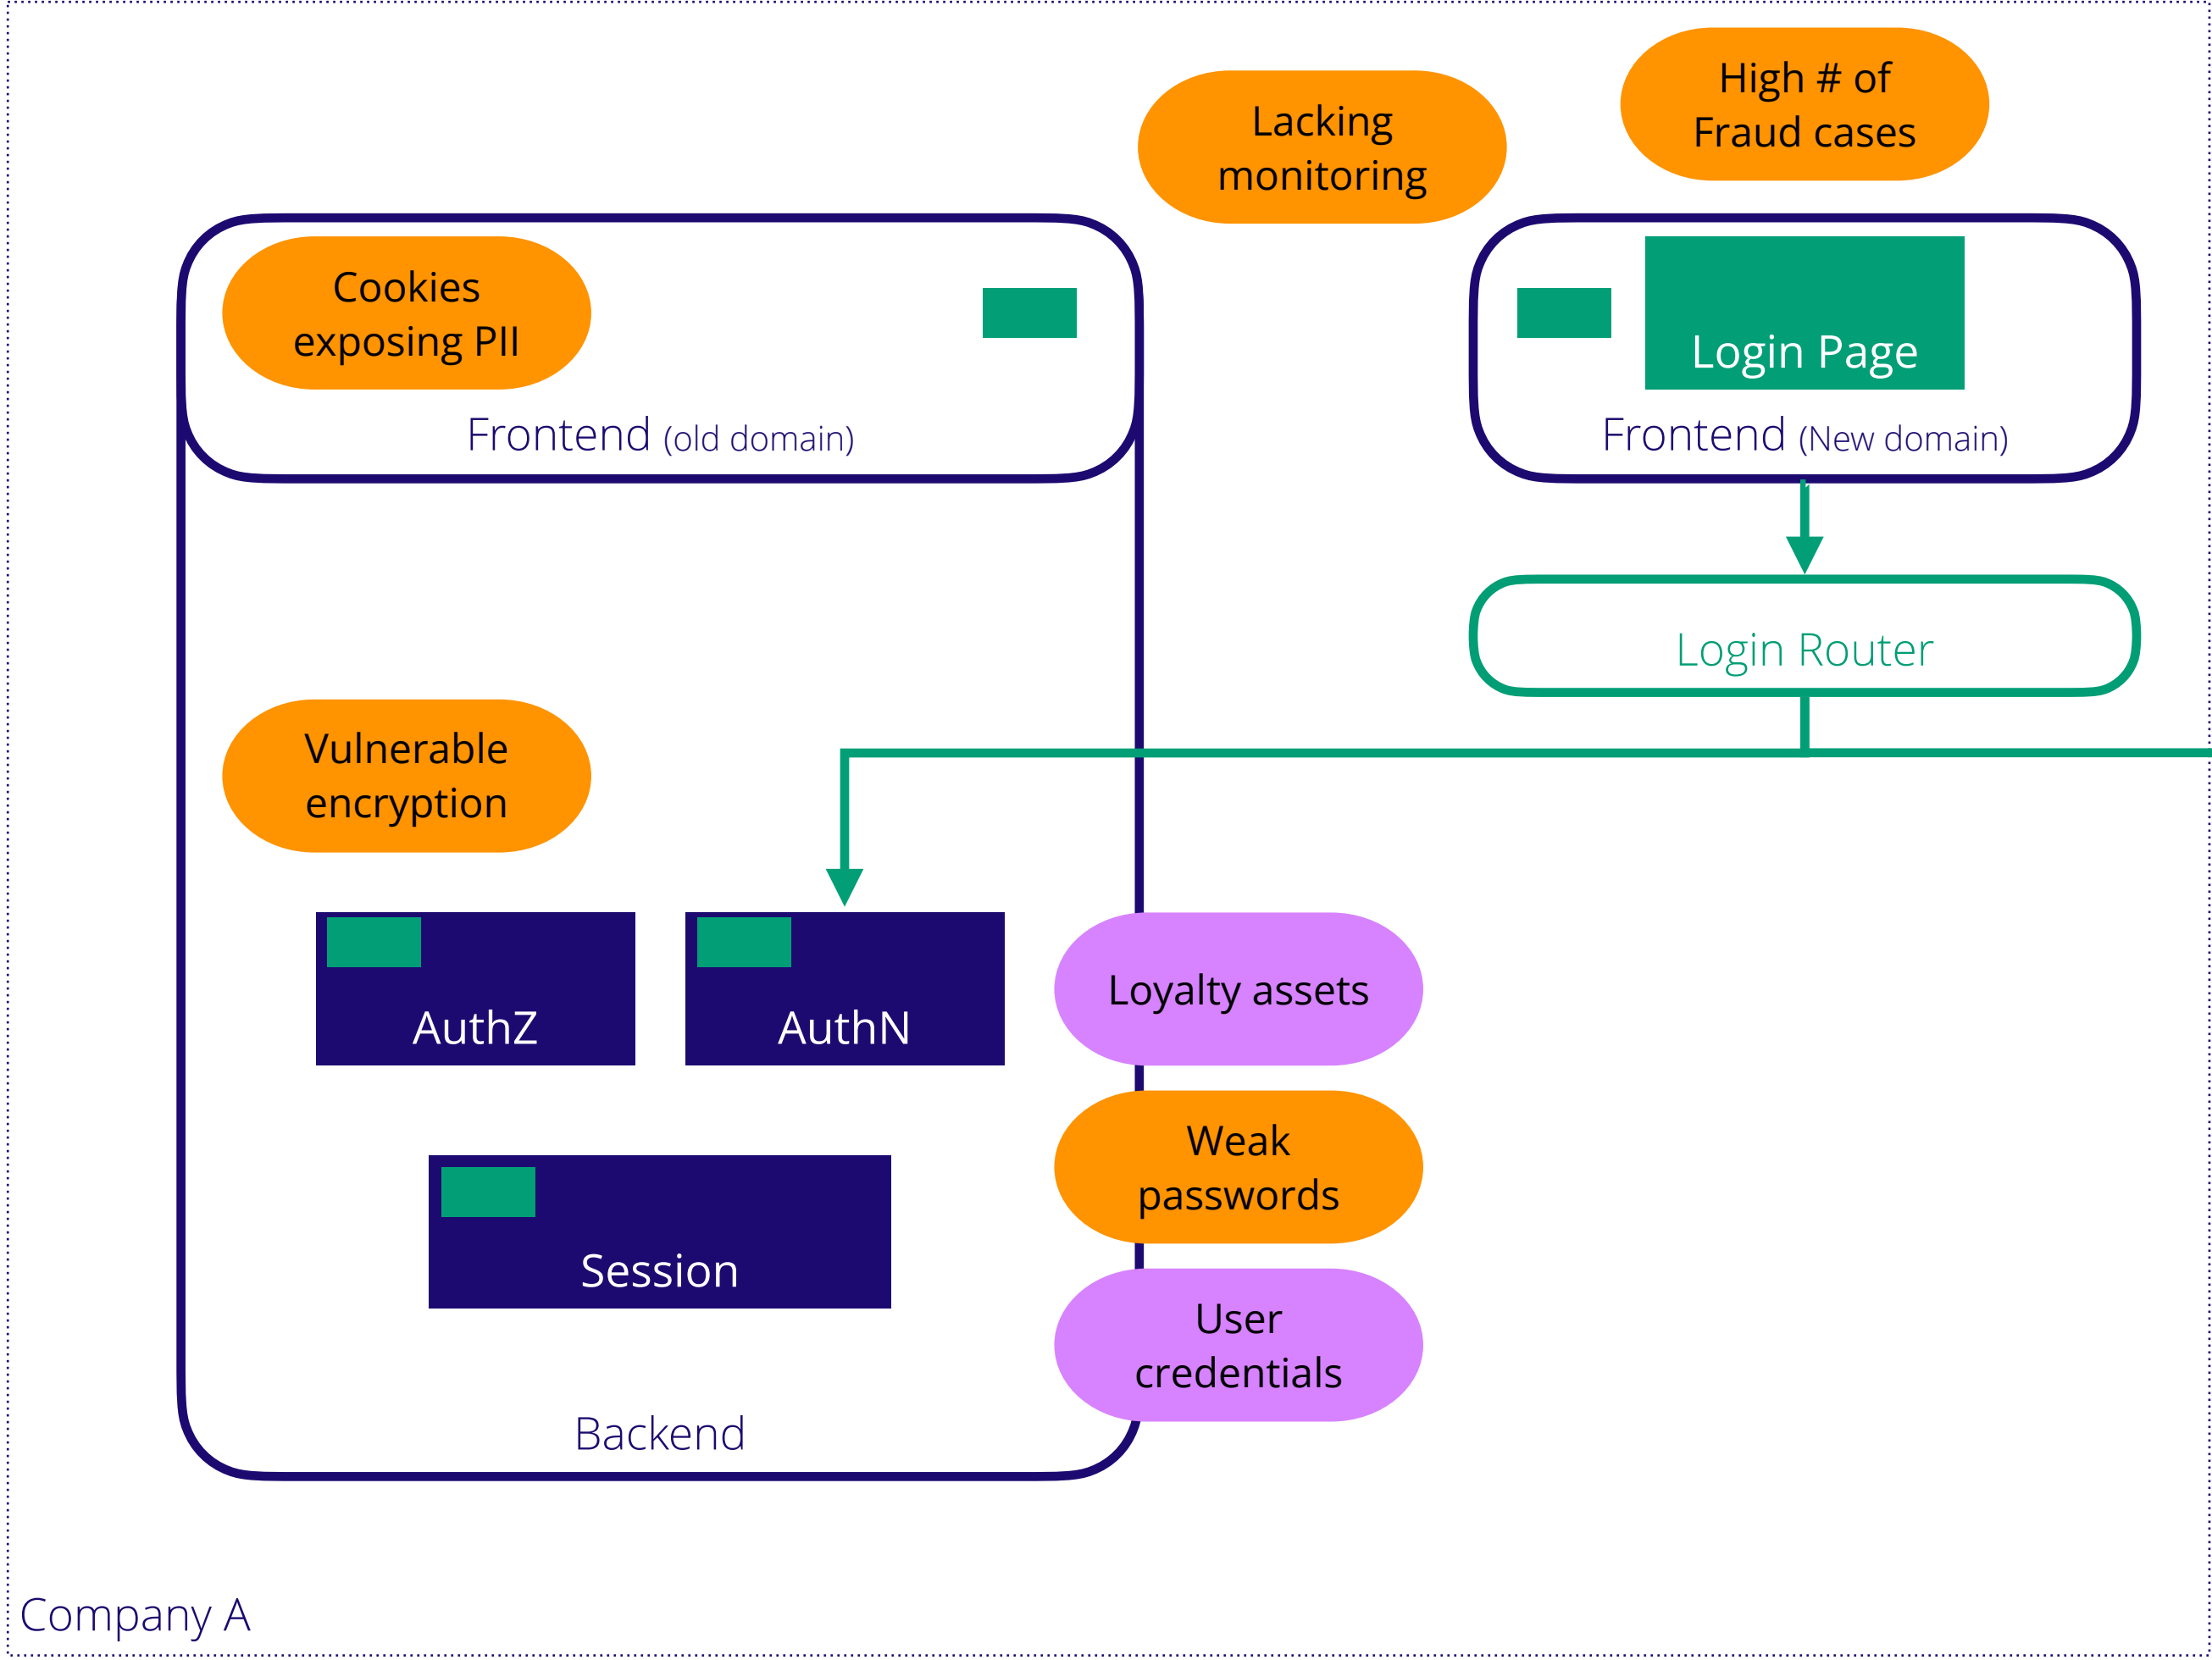 High # of
Fraud cases
Lacking
monitoring
Cookies
exposing PII
Login Page
Frontend (old domain)
Frontend (New domain)
Login Router
Vulnerable
encryption
Loyalty assets
AuthZ
AuthN
Weak
passwords
Session
User
credentials
Backend
Company A